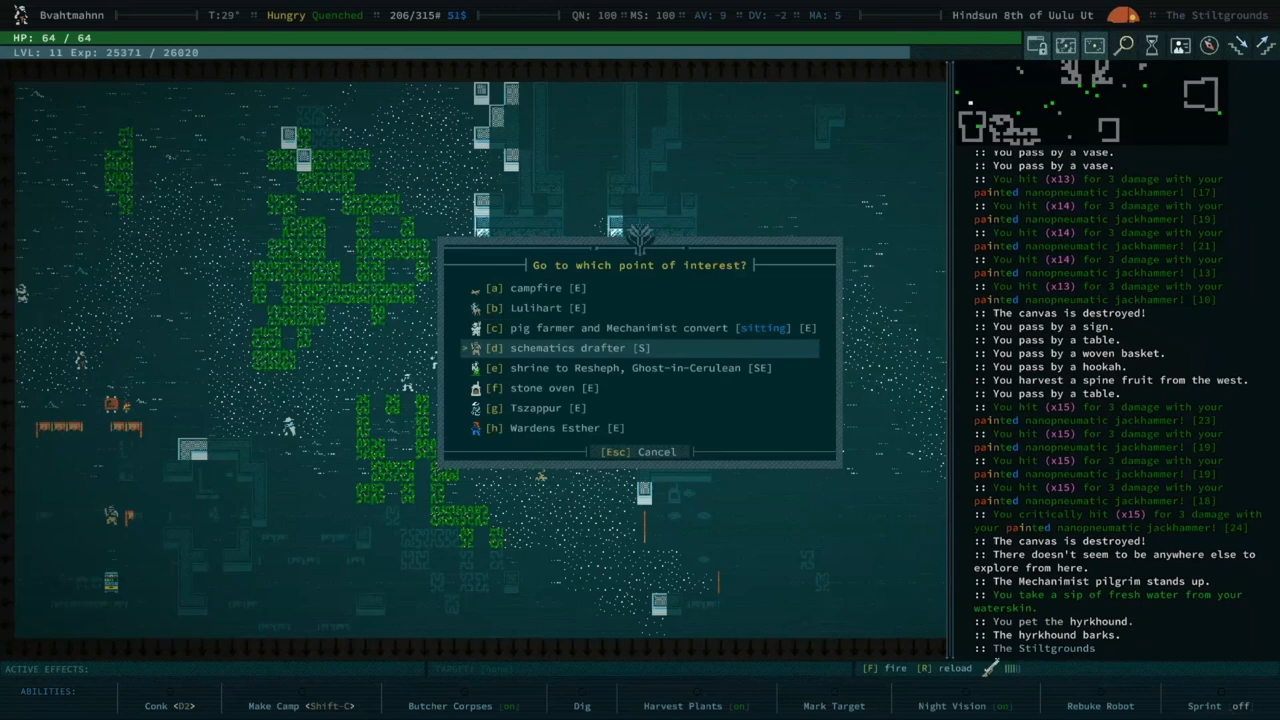 Bvahtmahn T:29° Hungry Quenched 206/315# 51$ QN: 100 MS: 100 AV: 9 DV: -2 MA: 5 Hindsun 8th of Uulu Ut The Stiltgrounds
HP: 64 / 64
LVL: 11 Exp: 25371 / 26020
Go to which point of interest?
[a] campfire [E]
[b] Lulihart [E]
[c] pig farmer and Mechanimist convert [sitting] [E]
> [d] schematics drafter [S]
[e] shrine to Resheph, Ghost-in-Cerulean [SE]
[f] stone oven [E]
[g] Tszappur [E]
[h] Wardens Esther [E]
[Esc] Cancel
:: You pass by a vase.
:: You pass by a vase.
:: You hit (x13) for 3 damage with your
painted nanopneumatic jackhammer! [17]
:: You hit (x14) for 3 damage with your
painted nanopneumatic jackhammer! [19]
:: You hit (x14) for 3 damage with your
painted nanopneumatic jackhammer! [21]
:: You hit (x14) for 3 damage with your
painted nanopneumatic jackhammer! [13]
:: You hit (x13) for 3 damage with your
painted nanopneumatic jackhammer! [10]
:: The canvas is destroyed!
:: You pass by a sign.
:: You pass by a table.
:: You pass by a woven basket.
:: You pass by a hookah.
:: You harvest a spine fruit from the west.
:: You pass by a table.
:: You hit (x15) for 3 damage with your
painted nanopneumatic jackhammer! [23]
:: You hit (x15) for 3 damage with your
painted nanopneumatic jackhammer! [19]
:: You hit (x15) for 3 damage with your
painted nanopneumatic jackhammer! [19]
:: You hit (x15) for 3 damage with your
painted nanopneumatic jackhammer! [18]
:: You critically hit (x15) for 3 damage with
your painted nanopneumatic jackhammer! [24]
:: The canvas is destroyed!
:: There doesn't seem to be anywhere else to
explore from here.
:: The Mechanimist pilgrim stands up.
:: You take a sip of fresh water from your
waterskin.
:: You pet the hyrkhound.
:: The hyrkhound barks.
:: The Stiltgrounds
ACTIVE EFFECTS: TARGET: [none] [F] fire [R] reload
ABILITIES: Conk <D2> Make Camp <Shift-C> Butcher Corpses [on] Dig Harvest Plants [on] Mark Target Night Vision [on] Rebuke Robot Sprint [off]